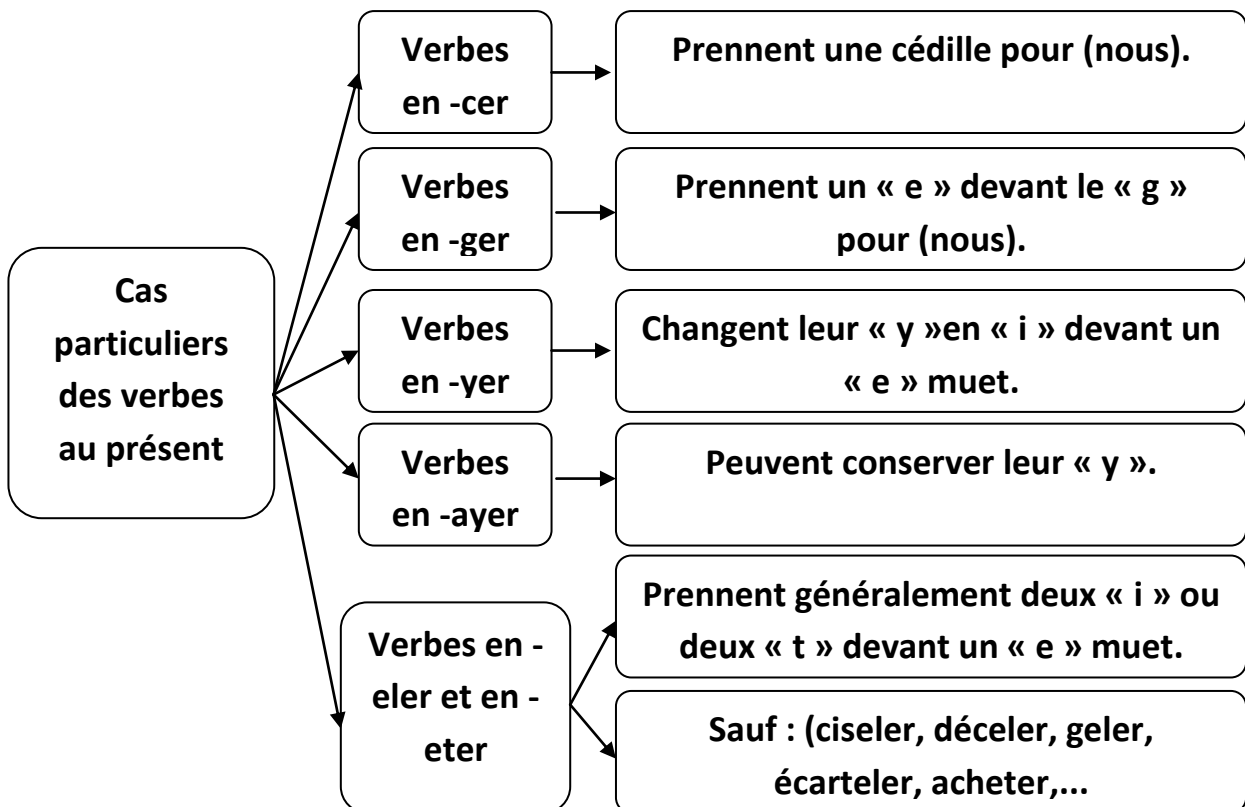 Cas
particuliers
des verbes
au présent
Verbes
en -cer
Prennent une cédille pour (nous).
Verbes
en -ger
Prennent un « e » devant le « g »
pour (nous).
Verbes
en -yer
Changent leur « y »en « i » devant un
« e » muet.
Verbes
en -ayer
Peuvent conserver leur « y ».
Verbes en -
eler et en -
eter
Prennent généralement deux « i » ou
deux « t » devant un « e » muet.
Sauf : (ciseler, déceler, geler,
écarteler, acheter,...